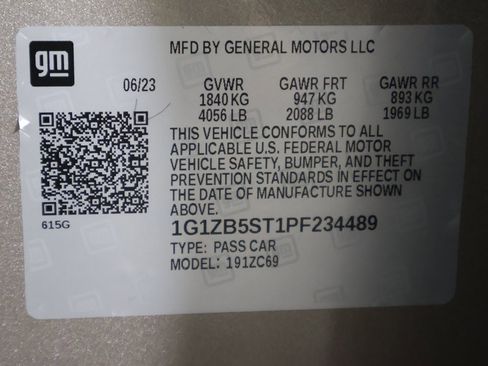 gm
MFD BY GENERAL MOTORS LLC
06/23 GVWR GAWR FRT GAWR RR
1840 KG 947 KG 893 KG
4056 LB 2088 LB 1969 LB
THIS VEHICLE CONFORMS TO ALL
APPLICABLE U.S. FEDERAL MOTOR
VEHICLE SAFETY, BUMPER, AND THEFT
PREVENTION STANDARDS IN EFFECT ON
THE DATE OF MANUFACTURE SHOWN
ABOVE.
615G
1G1ZB5ST1PF234489
TYPE: PASS CAR
MODEL: 191ZC69